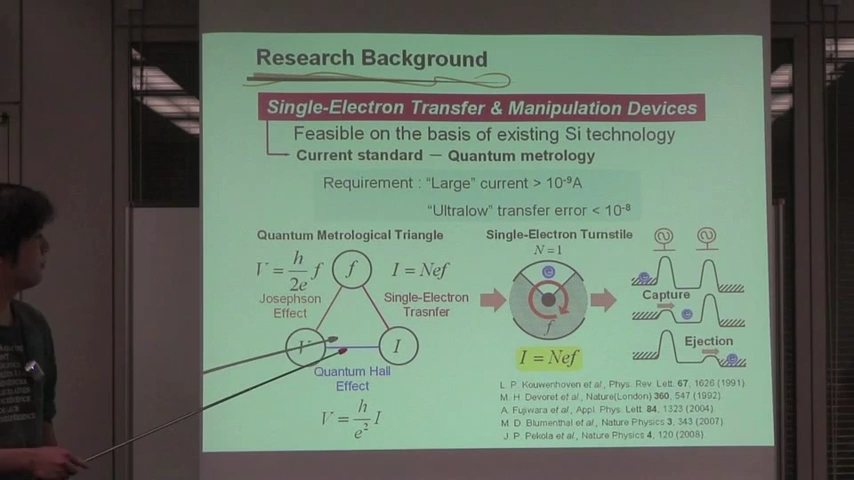 Research Background
Single-Electron Transfer & Manipulation Devices
Feasible on the basis of existing Si technology
Current standard － Quantum metrology
Requirement : “Large” current > 10⁻⁹A
“Ultralow” transfer error < 10⁻⁸
Quantum Metrological Triangle
V = h/2e f
f
I = Nef
Josephson
Effect
Single-Electron
Trasnfer
V
I
Quantum Hall
Effect
V = h/e² I
Single-Electron Turnstile
N = 1
e
f
I = Nef
e
Capture
e
Ejection
e
L. P. Kouwenhoven et al., Phys. Rev. Lett. 67, 1626 (1991)
M. H. Devoret et al., Nature(London) 360, 547 (1992)
A. Fujiwara et al., Appl. Phys. Lett. 84, 1323 (2004)
M. D. Blumenthal et al., Nature Physics 3, 343 (2007)
J. P. Pekola et al., Nature Physics 4, 120 (2008)